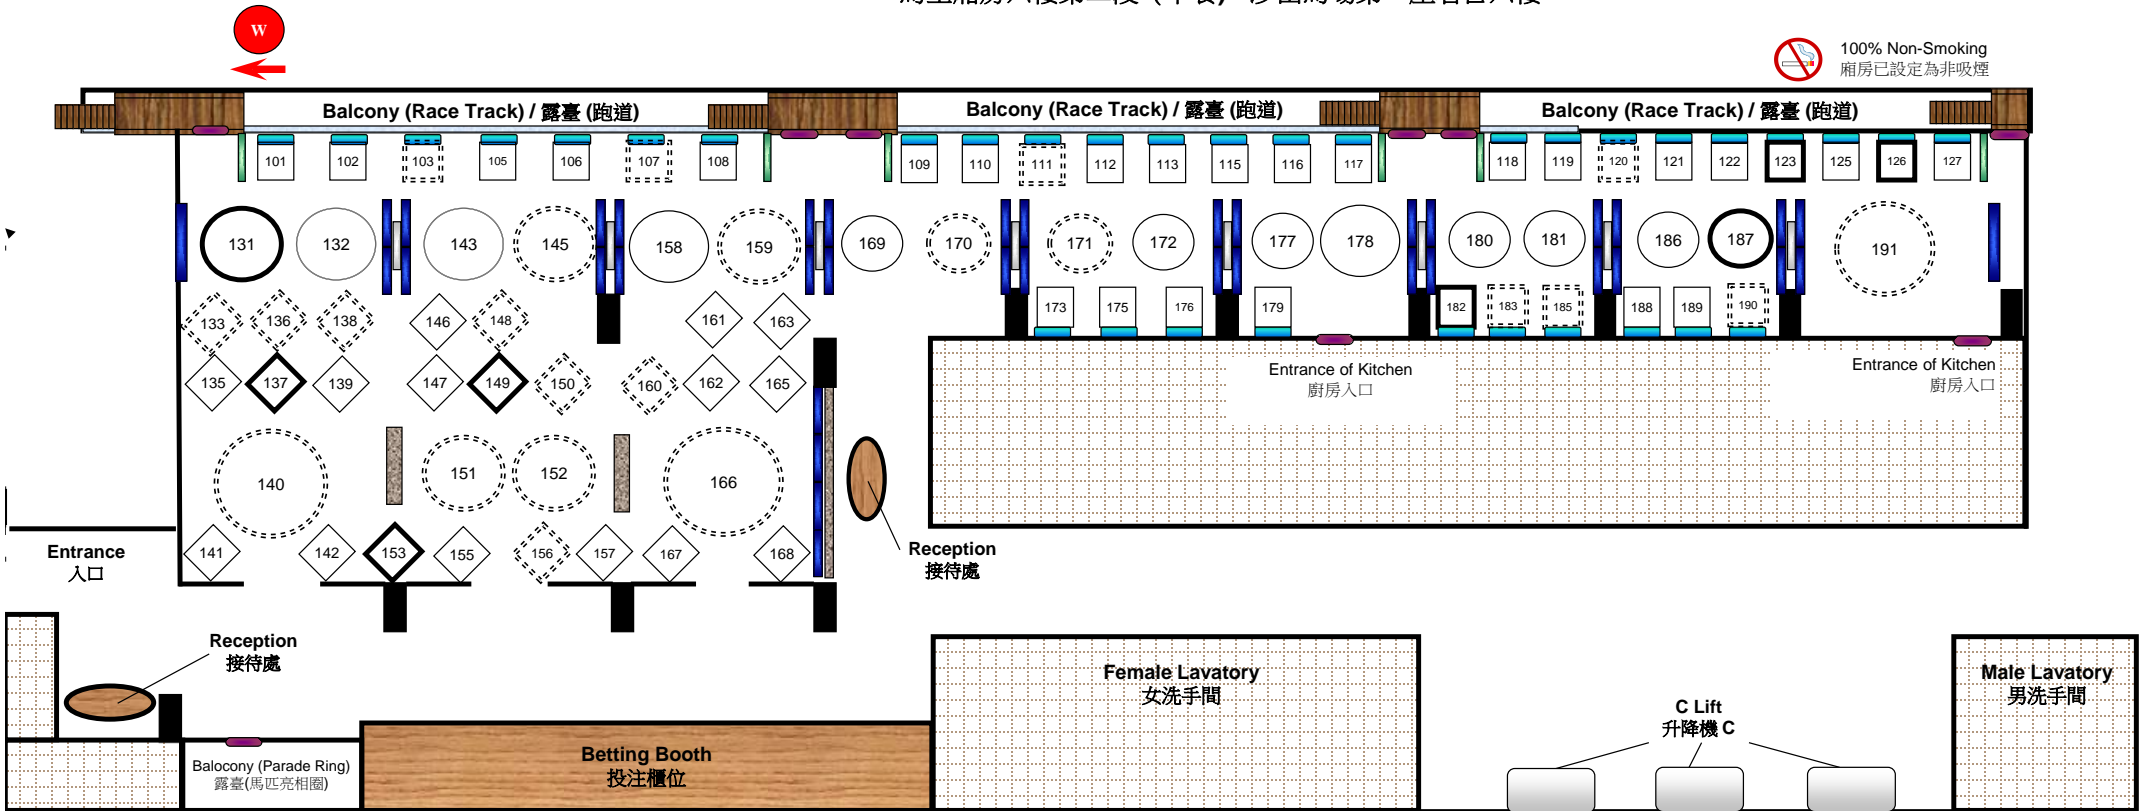 W
100% Non-Smoking
廂房已設定為非吸煙
Balcony (Race Track) / 露臺 (跑道)
Balcony (Race Track) / 露臺 (跑道)
Balcony (Race Track) / 露臺 (跑道)
101 102 103 105 106 107 108 109 110 111 112 113 115 116 117 118 119 120 121 122 123 125 126 127
131 132 143 145 158 159 169 170 171 172 177 178 180 181 186 187 191
133 136 138 146 148 161 163 173 175 176 179 182 183 185 188 189 190
135 137 139 147 149 150 160 162 165
Entrance of Kitchen
廚房入口
Entrance of Kitchen
廚房入口
140 151 152 166
141 142 153 155 156 157 167 168
Entrance
入口
Reception
接待處
Reception
接待處
Female Lavatory
女洗手間
Male Lavatory
男洗手間
C Lift
升降機 C
Betting Booth
投注櫃位
Balocony (Parade Ring)
露臺(馬匹亮相圈)